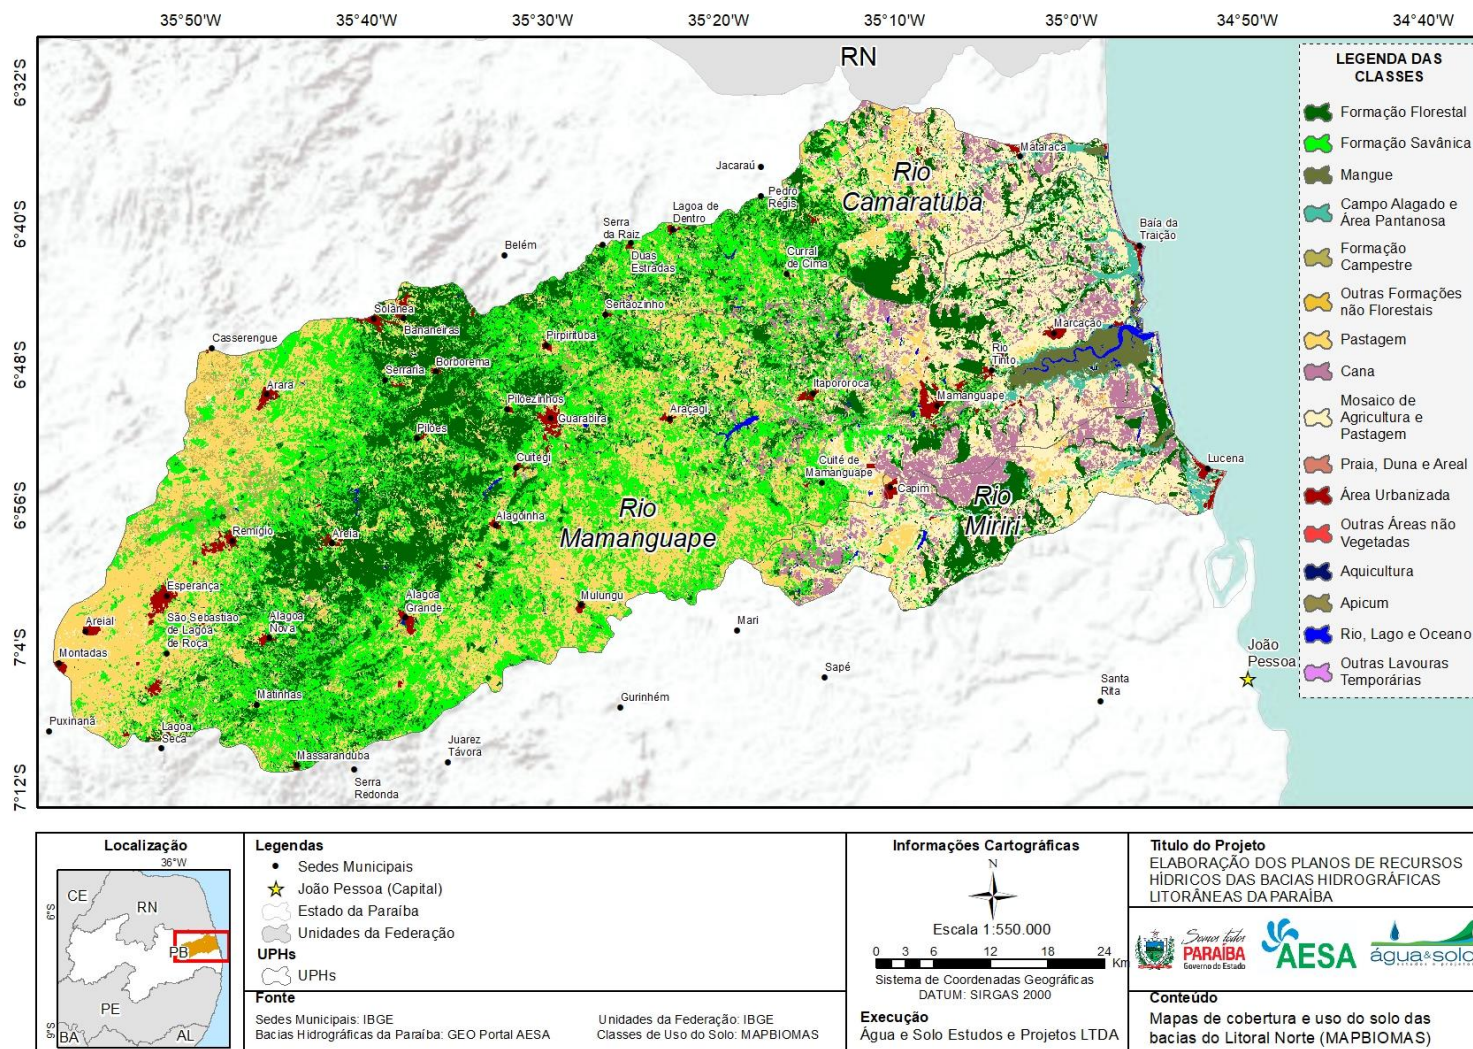 35°50'W
35°40'W
35°30'W
35°20'W
35°10'W
35°0'W
34°50'W
34°40'W
6°32'S
6°40'S
6°48'S
6°56'S
7°4'S
7°12'S
RN
Rio
Camaratuba
Rio
Mamanguape
Rio
Miriri
Jacaraú
Mataraca
Pedro
Régis
Lagoa de
Dentro
Serra
da Raiz
Baía da
Traição
Belém
Duas
Estradas
Curral
de Cima
Sertãozinho
Solânea
Bananeiras
Marcação
Casserengue
Pirpirituba
Rio
Tinto
Borborema
Serraria
Arara
Itapororoca
Mamanguape
Pilõezinhos
Guarabira
Araçagi
Pilões
Cuitegi
Cuité de
Mamanguape
Lucena
Capim
Alagoinha
Remígio
Areia
Esperança
Mulungu
Alagoa
Grande
São Sebastião
de Lagoa
de Roça
Areial
Alagoa
Nova
Mari
Montadas
João
Pessoa
Sapé
Santa
Rita
Matinhas
Gurinhém
Puxinanã
Lagoa
Seca
Juarez
Távora
Massaranduba
Serra
Redonda
LEGENDA DAS
CLASSES
Formação Florestal
Formação Savânica
Mangue
Campo Alagado e
Área Pantanosa
Formação
Campestre
Outras Formações
não Florestais
Pastagem
Cana
Mosaico de
Agricultura e
Pastagem
Praia, Duna e Areal
Área Urbanizada
Outras Áreas não
Vegetadas
Aquicultura
Apicum
Rio, Lago e Oceano
Outras Lavouras
Temporárias
Localização
36°W
6°S
9°S
CE
RN
PB
PE
BA
AL
Legendas
Sedes Municipais
João Pessoa (Capital)
Estado da Paraíba
Unidades da Federação
UPHs
UPHs
Fonte
Sedes Municipais: IBGE
Bacias Hidrográficas da Paraíba: GEO Portal AESA
Unidades da Federação: IBGE
Classes de Uso do Solo: MAPBIOMAS
Informações Cartográficas
N
Escala 1:550.000
0 3 6 12 18 24
Km
Sistema de Coordenadas Geográficas
DATUM: SIRGAS 2000
Execução
Água e Solo Estudos e Projetos LTDA
Titulo do Projeto
ELABORAÇÃO DOS PLANOS DE RECURSOS
HÍDRICOS DAS BACIAS HIDROGRÁFICAS
LITORÂNEAS DA PARAÍBA
Somos todos
PARAÍBA
Governo do Estado
AESA
água&solo
estudos e projetos
Conteúdo
Mapas de cobertura e uso do solo das
bacias do Litoral Norte (MAPBIOMAS)